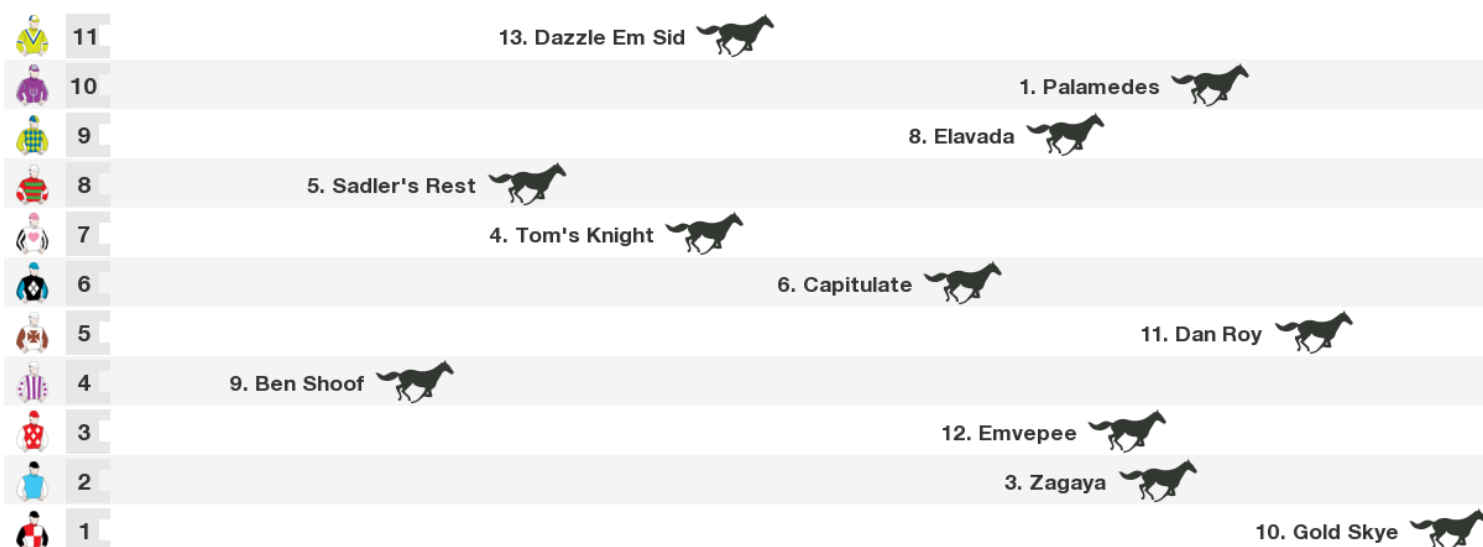 11 13. Dazzle Em Sid
10 1. Palamedes
9 8. Elavada
8 5. Sadler's Rest
7 4. Tom's Knight
6 6. Capitulate
5 11. Dan Roy
4 9. Ben Shoof
3 12. Emvepee
2 3. Zagaya
1 10. Gold Skye